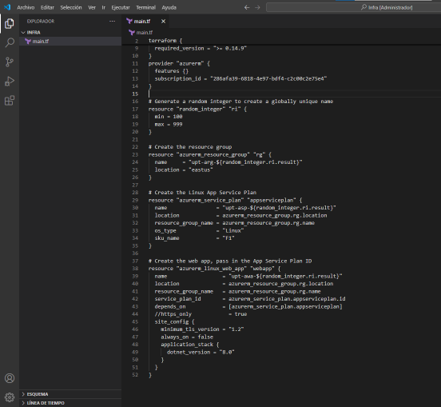 Archivo Editar Selección Ver Ir Ejecutar Terminal Ayuda
Infra (Administrador)
EXPLORADOR
INFRA
main.tf
main.tf
main.tf
2 terraform {
9 required_version = ">= 0.14.9"
10 }
11 provider "azurerm" {
12 features {}
13 subscription_id =
14 }
15
16 # Generate a random integer to create a globally unique name
17 resource "random_integer" "ri" {
18 min = 100
19 max = 999
20 }
21
22 # Create the resource group
23 resource "azurerm_resource_group" "rg" {
24 name = "upt-arg-${random_integer.ri.result}"
25 location = "eastus"
26 }
27
28 # Create the Linux App Service Plan
29 resource "azurerm_service_plan" "appserviceplan" {
30 name = "upt-asp-${random_integer.ri.result}"
31 location = azurerm_resource_group.rg.location
32 resource_group_name = azurerm_resource_group.rg.name
33 os_type = "Linux"
34 sku_name = "F1"
35 }
36
37 # Create the web app, pass in the App Service Plan ID
38 resource "azurerm_linux_web_app" "webapp" {
39 name = "upt-awa-${random_integer.ri.result}"
40 location = azurerm_resource_group.rg.location
41 resource_group_name = azurerm_resource_group.rg.name
42 service_plan_id = azurerm_service_plan.appserviceplan.id
43 depends_on = [azurerm_service_plan.appserviceplan]
44 //https_only = true
45 site_config {
46 minimum_tls_version = "1.2"
47 always_on = false
48 application_stack {
49 dotnet_version = "8.0"
50 }
51 }
52 }
53
ESQUEMA
LÍNEA DE TIEMPO